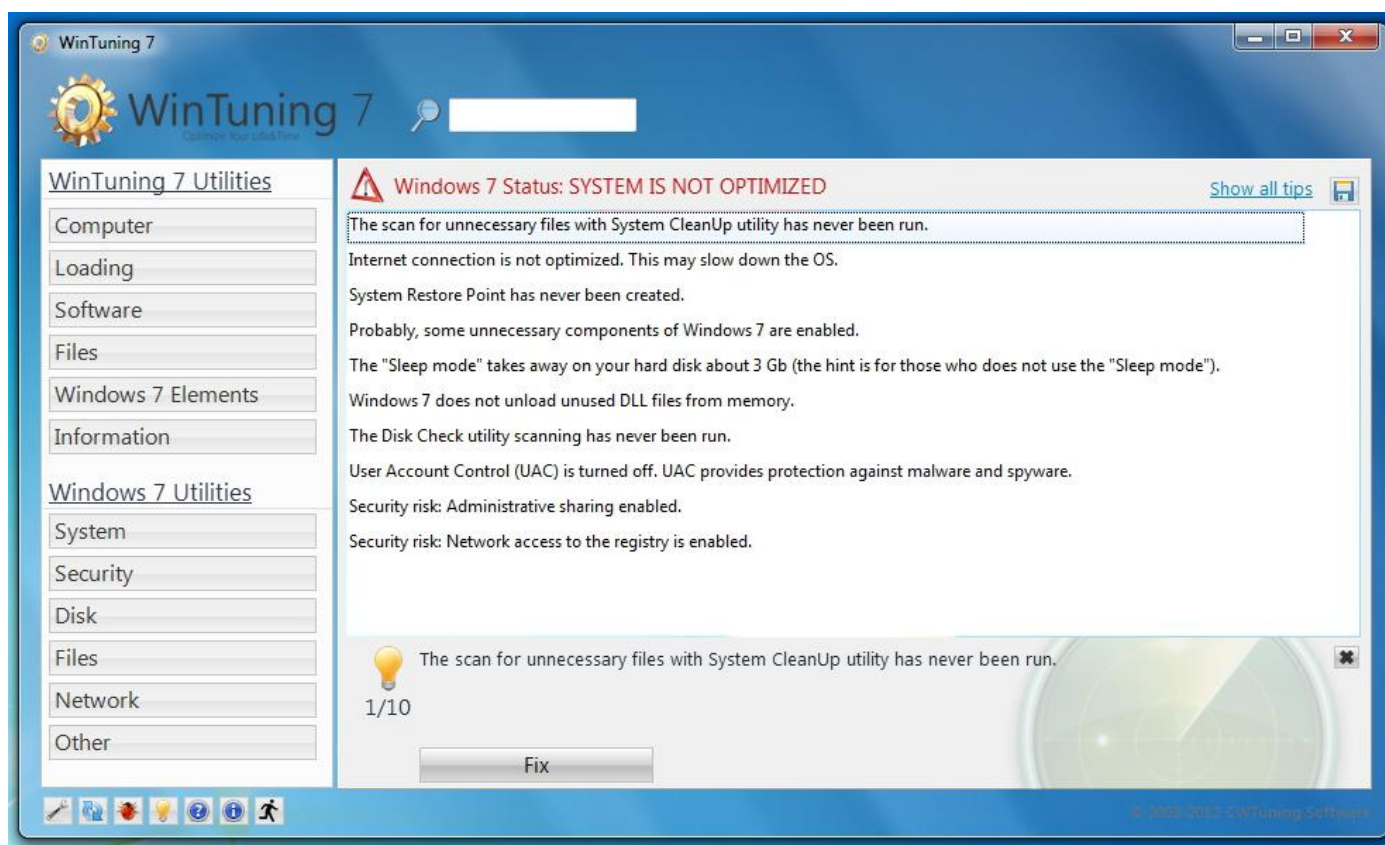 WinTuning 7
WinTuning 7
Optimize Your Life&Time
WinTuning 7 Utilities
Computer
Loading
Software
Files
Windows 7 Elements
Information
Windows 7 Utilities
System
Security
Disk
Files
Network
Other
Windows 7 Status: SYSTEM IS NOT OPTIMIZED
Show all tips
The scan for unnecessary files with System CleanUp utility has never been run.
Internet connection is not optimized. This may slow down the OS.
System Restore Point has never been created.
Probably, some unnecessary components of Windows 7 are enabled.
The "Sleep mode" takes away on your hard disk about 3 Gb (the hint is for those who does not use the "Sleep mode").
Windows 7 does not unload unused DLL files from memory.
The Disk Check utility scanning has never been run.
User Account Control (UAC) is turned off. UAC provides protection against malware and spyware.
Security risk: Administrative sharing enabled.
Security risk: Network access to the registry is enabled.
The scan for unnecessary files with System CleanUp utility has never been run.
1/10
Fix
© 2005-2012 CWTuning Software